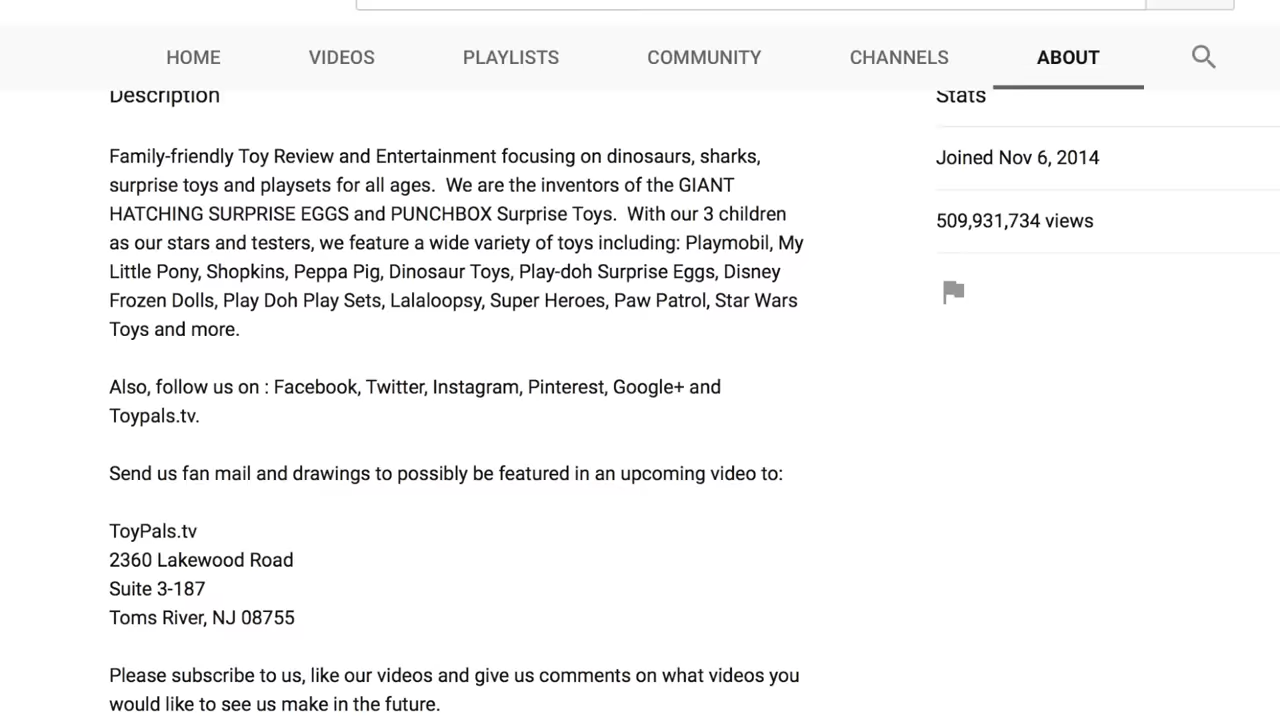 HOME VIDEOS PLAYLISTS COMMUNITY CHANNELS ABOUT
Description
Family-friendly Toy Review and Entertainment focusing on dinosaurs, sharks,
surprise toys and playsets for all ages.  We are the inventors of the GIANT
HATCHING SURPRISE EGGS and PUNCHBOX Surprise Toys.  With our 3 children
as our stars and testers, we feature a wide variety of toys including: Playmobil, My
Little Pony, Shopkins, Peppa Pig, Dinosaur Toys, Play-doh Surprise Eggs, Disney
Frozen Dolls, Play Doh Play Sets, Lalaloopsy, Super Heroes, Paw Patrol, Star Wars
Toys and more.
Also, follow us on : Facebook, Twitter, Instagram, Pinterest, Google+ and
Toypals.tv.
Send us fan mail and drawings to possibly be featured in an upcoming video to:
ToyPals.tv
2360 Lakewood Road
Suite 3-187
Toms River, NJ 08755
Please subscribe to us, like our videos and give us comments on what videos you
would like to see us make in the future.
Stats
Joined Nov 6, 2014
509,931,734 views